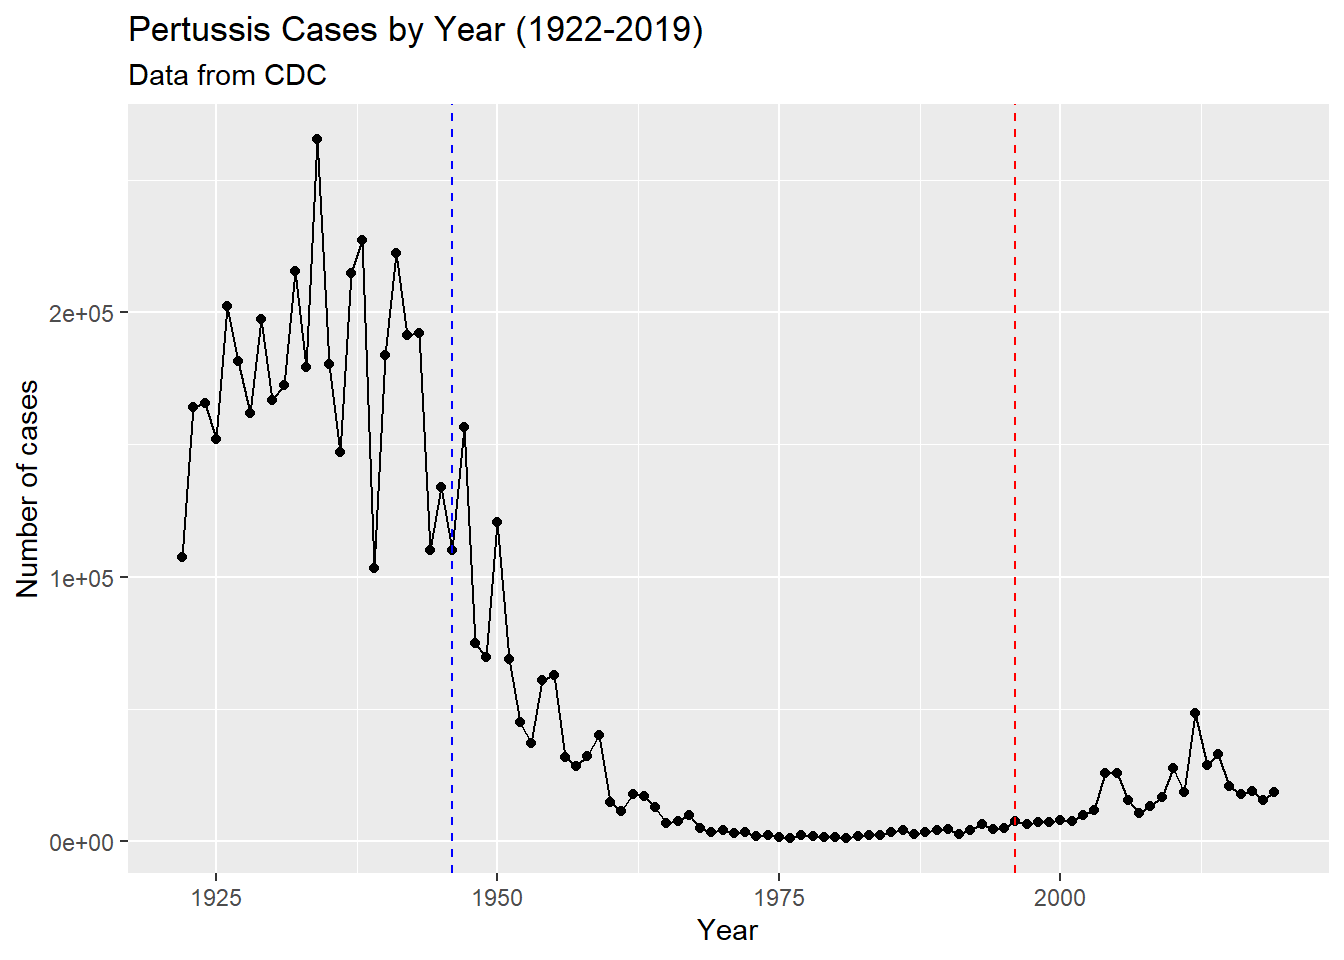 Pertussis Cases by Year (1922-2019)
Data from CDC
Number of cases
2e+05
1e+05
0e+00
1925
1950
1975
2000
Year